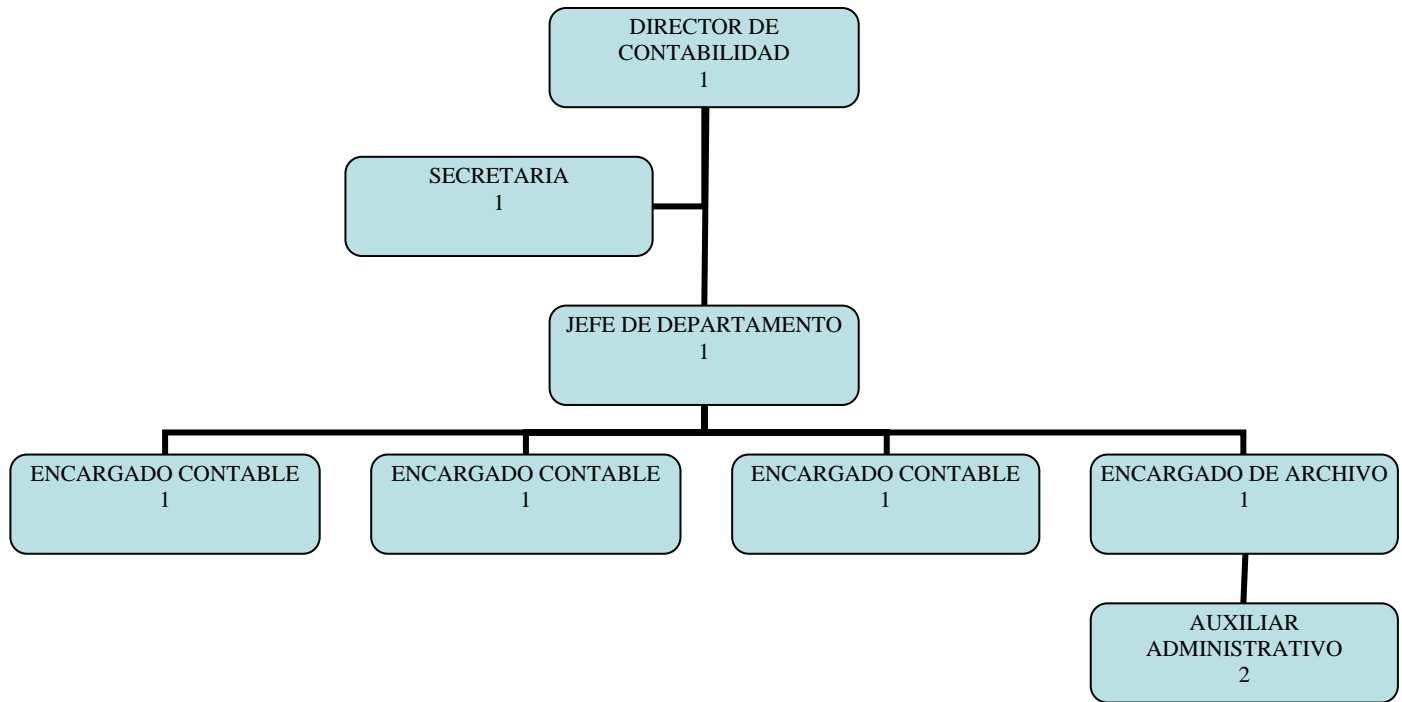 DIRECTOR DE
CONTABILIDAD
1
SECRETARIA
1
JEFE DE DEPARTAMENTO
1
ENCARGADO CONTABLE
1
ENCARGADO CONTABLE
1
ENCARGADO CONTABLE
1
ENCARGADO DE ARCHIVO
1
AUXILIAR
ADMINISTRATIVO
2